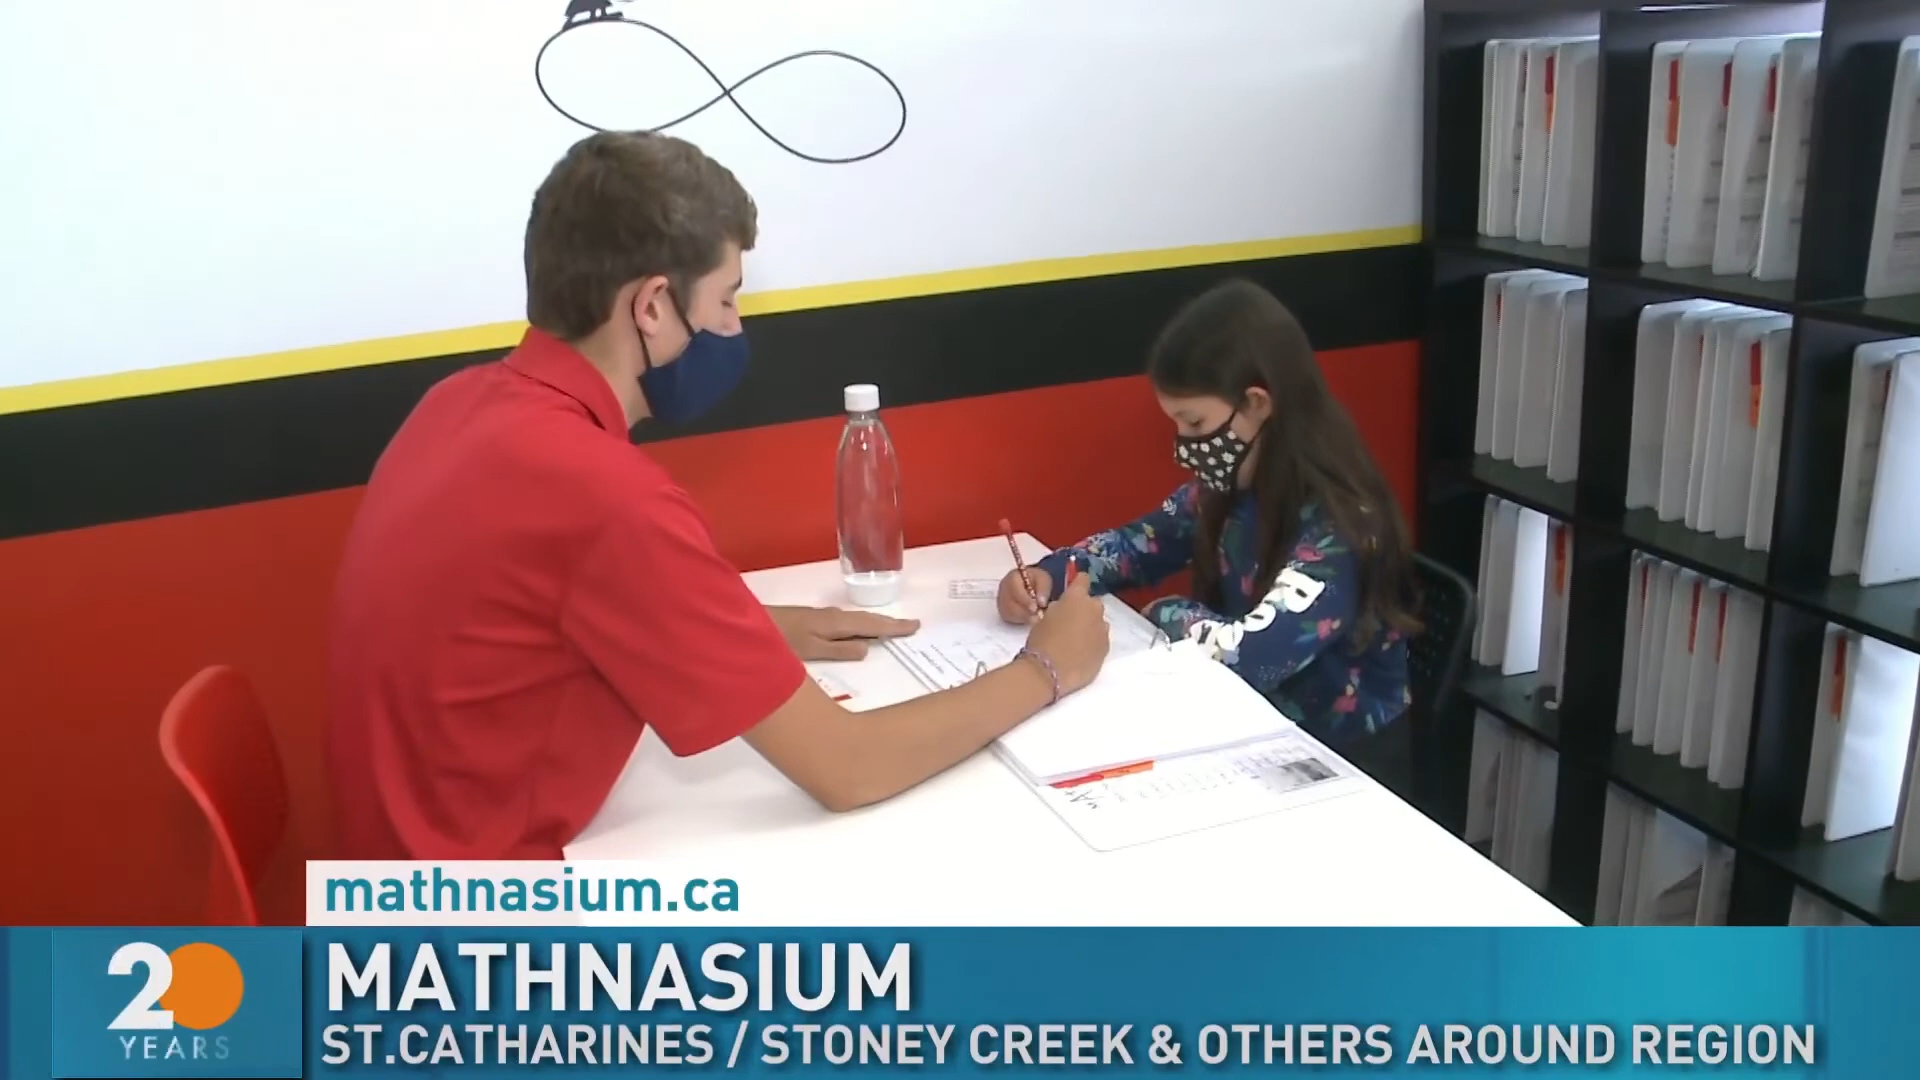 mathnasium.ca
20
YEARS
MATHNASIUM
ST.CATHARINES / STONEY CREEK & OTHERS AROUND REGION